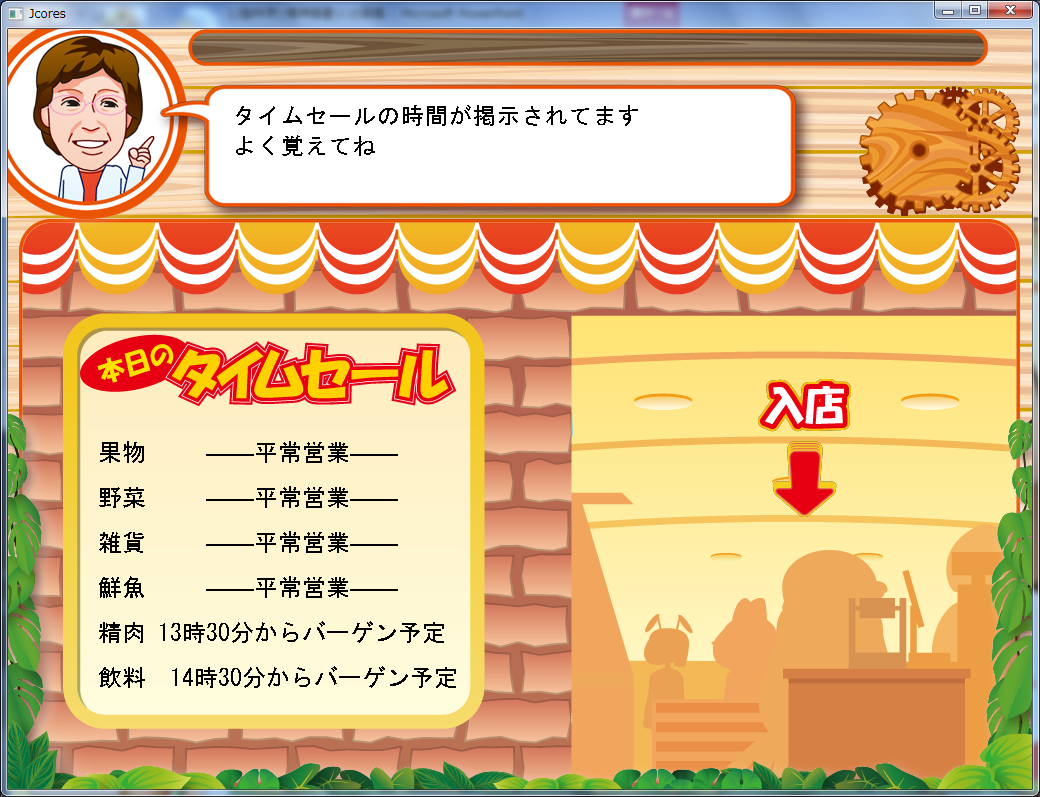 Jcores
タイムセールの時間が掲示されてます
よく覚えてね
本日のタイムセール
果物 ――平常営業――
野菜 ――平常営業――
雑貨 ――平常営業――
鮮魚 ――平常営業――
精肉 13時30分からバーゲン予定
飲料 14時30分からバーゲン予定
入店